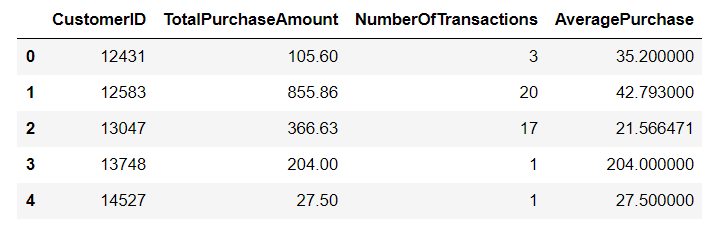 CustomerID TotalPurchaseAmount NumberOfTransactions AveragePurchase
0 12431 105.60 3 35.200000
1 12583 855.86 20 42.793000
2 13047 366.63 17 21.566471
3 13748 204.00 1 204.000000
4 14527 27.50 1 27.500000